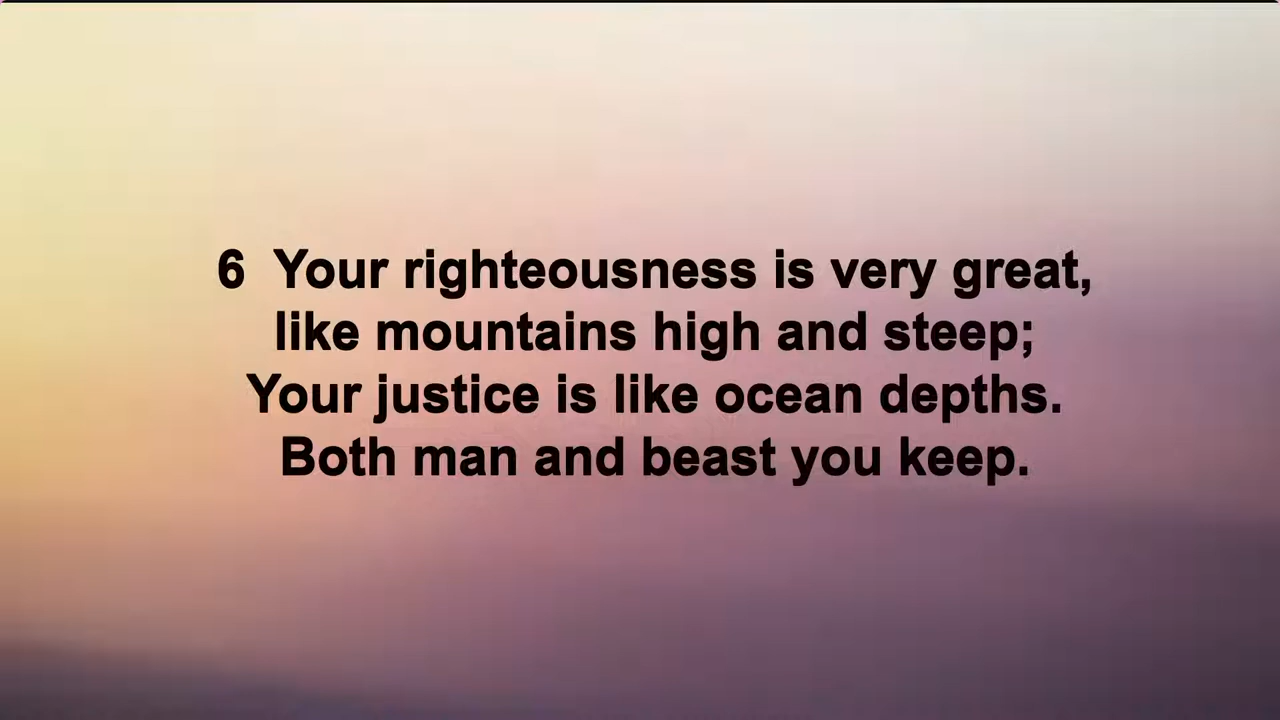 6 Your righteousness is very great,
like mountains high and steep;
Your justice is like ocean depths.
Both man and beast you keep.